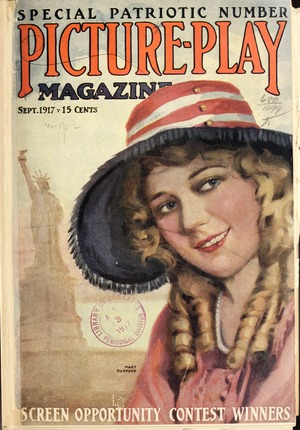 SPECIAL PATRIOTIC NUMBER
PICTURE-PLAY
MAGAZINE
SEPT. 1917 · 15 CENTS
MARY
PICKFORD
SCREEN OPPORTUNITY CONTEST WINNERS